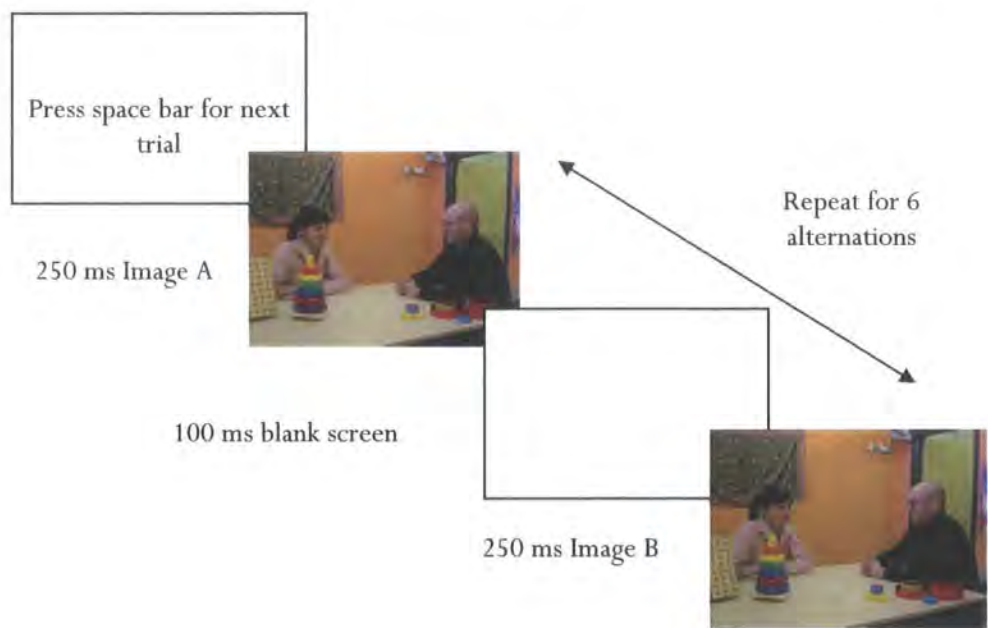 Press space bar for next
trial
250 ms Image A
Repeat for 6
alternations
100 ms blank screen
250 ms Image B